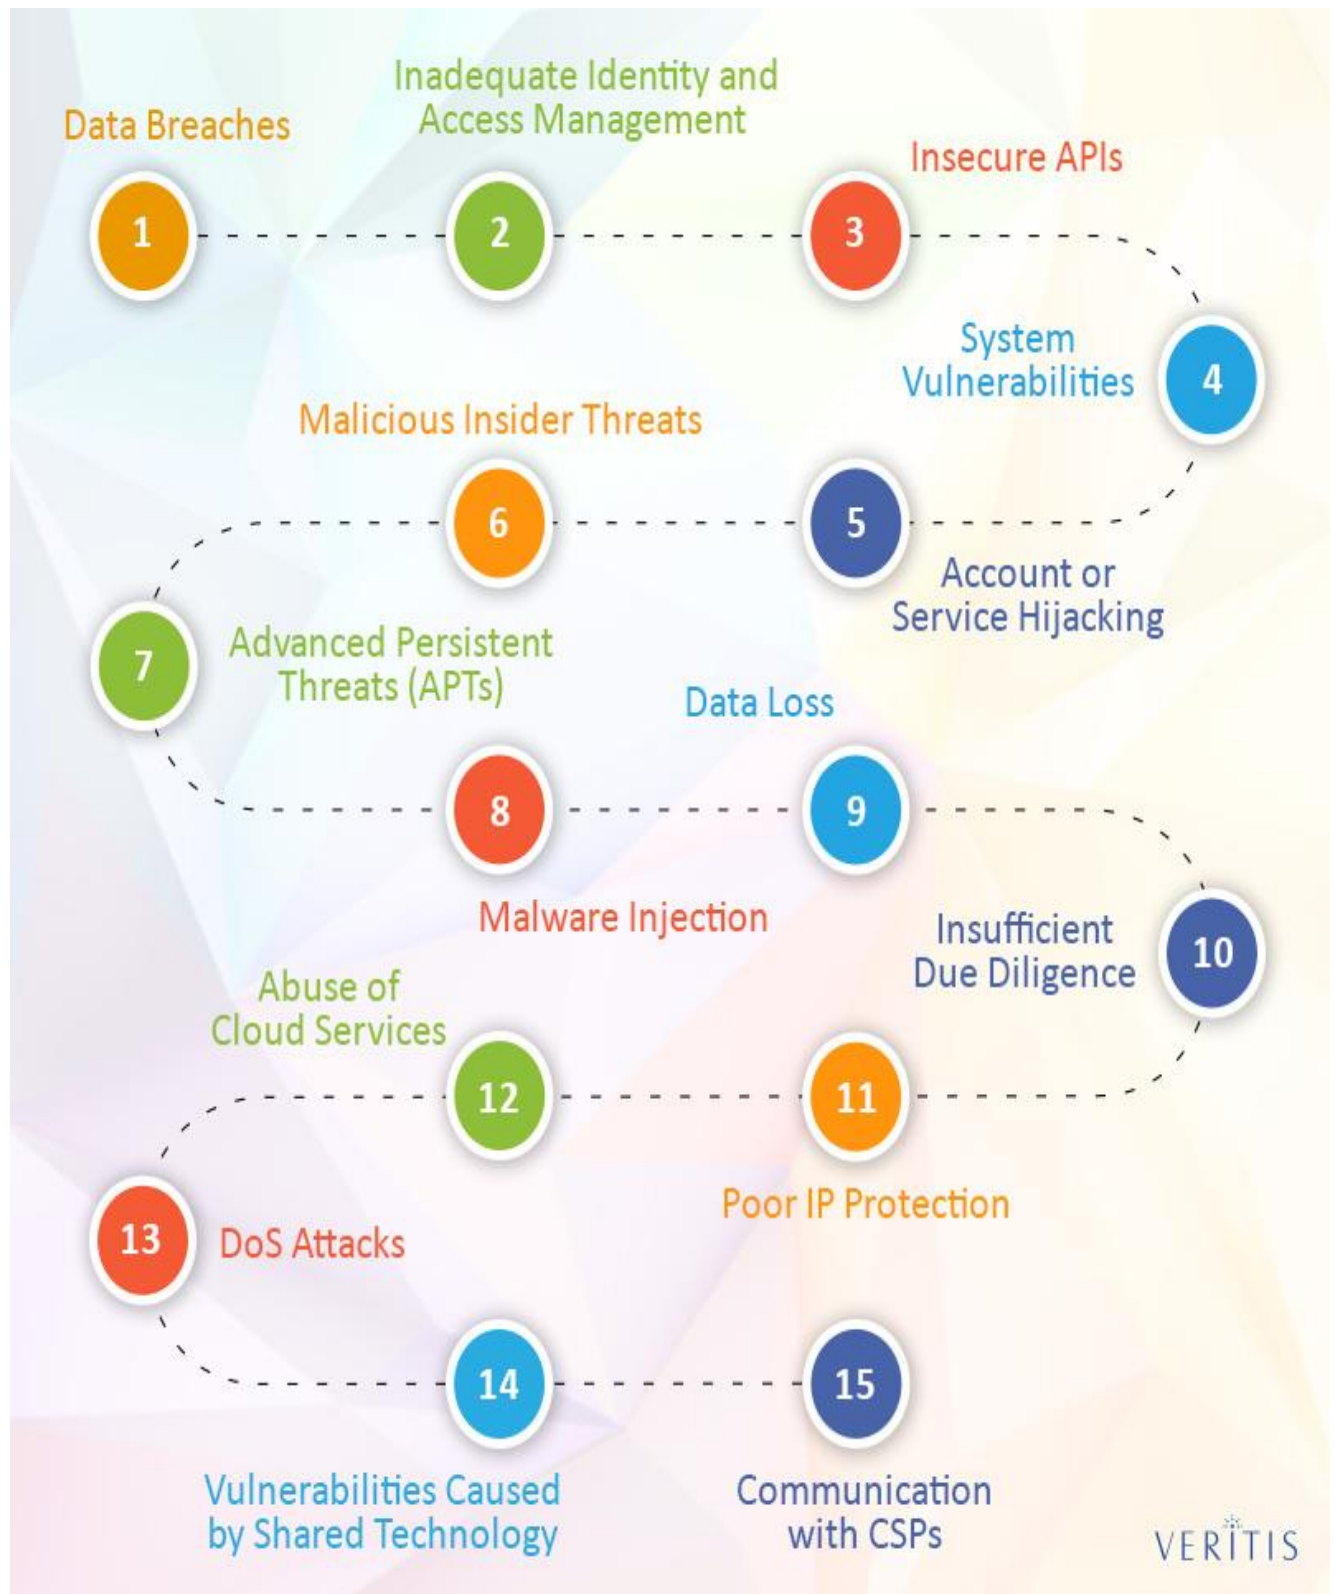 Data Breaches
1
Inadequate Identity and
Access Management
2
Insecure APIs
3
System
Vulnerabilities
4
Account or
Service Hijacking
5
Malicious Insider Threats
6
Advanced Persistent
Threats (APTs)
7
Malware Injection
8
Data Loss
9
Insufficient
Due Diligence
10
Poor IP Protection
11
Abuse of
Cloud Services
12
DoS Attacks
13
Vulnerabilities Caused
by Shared Technology
14
Communication
with CSPs
15
VERITIS